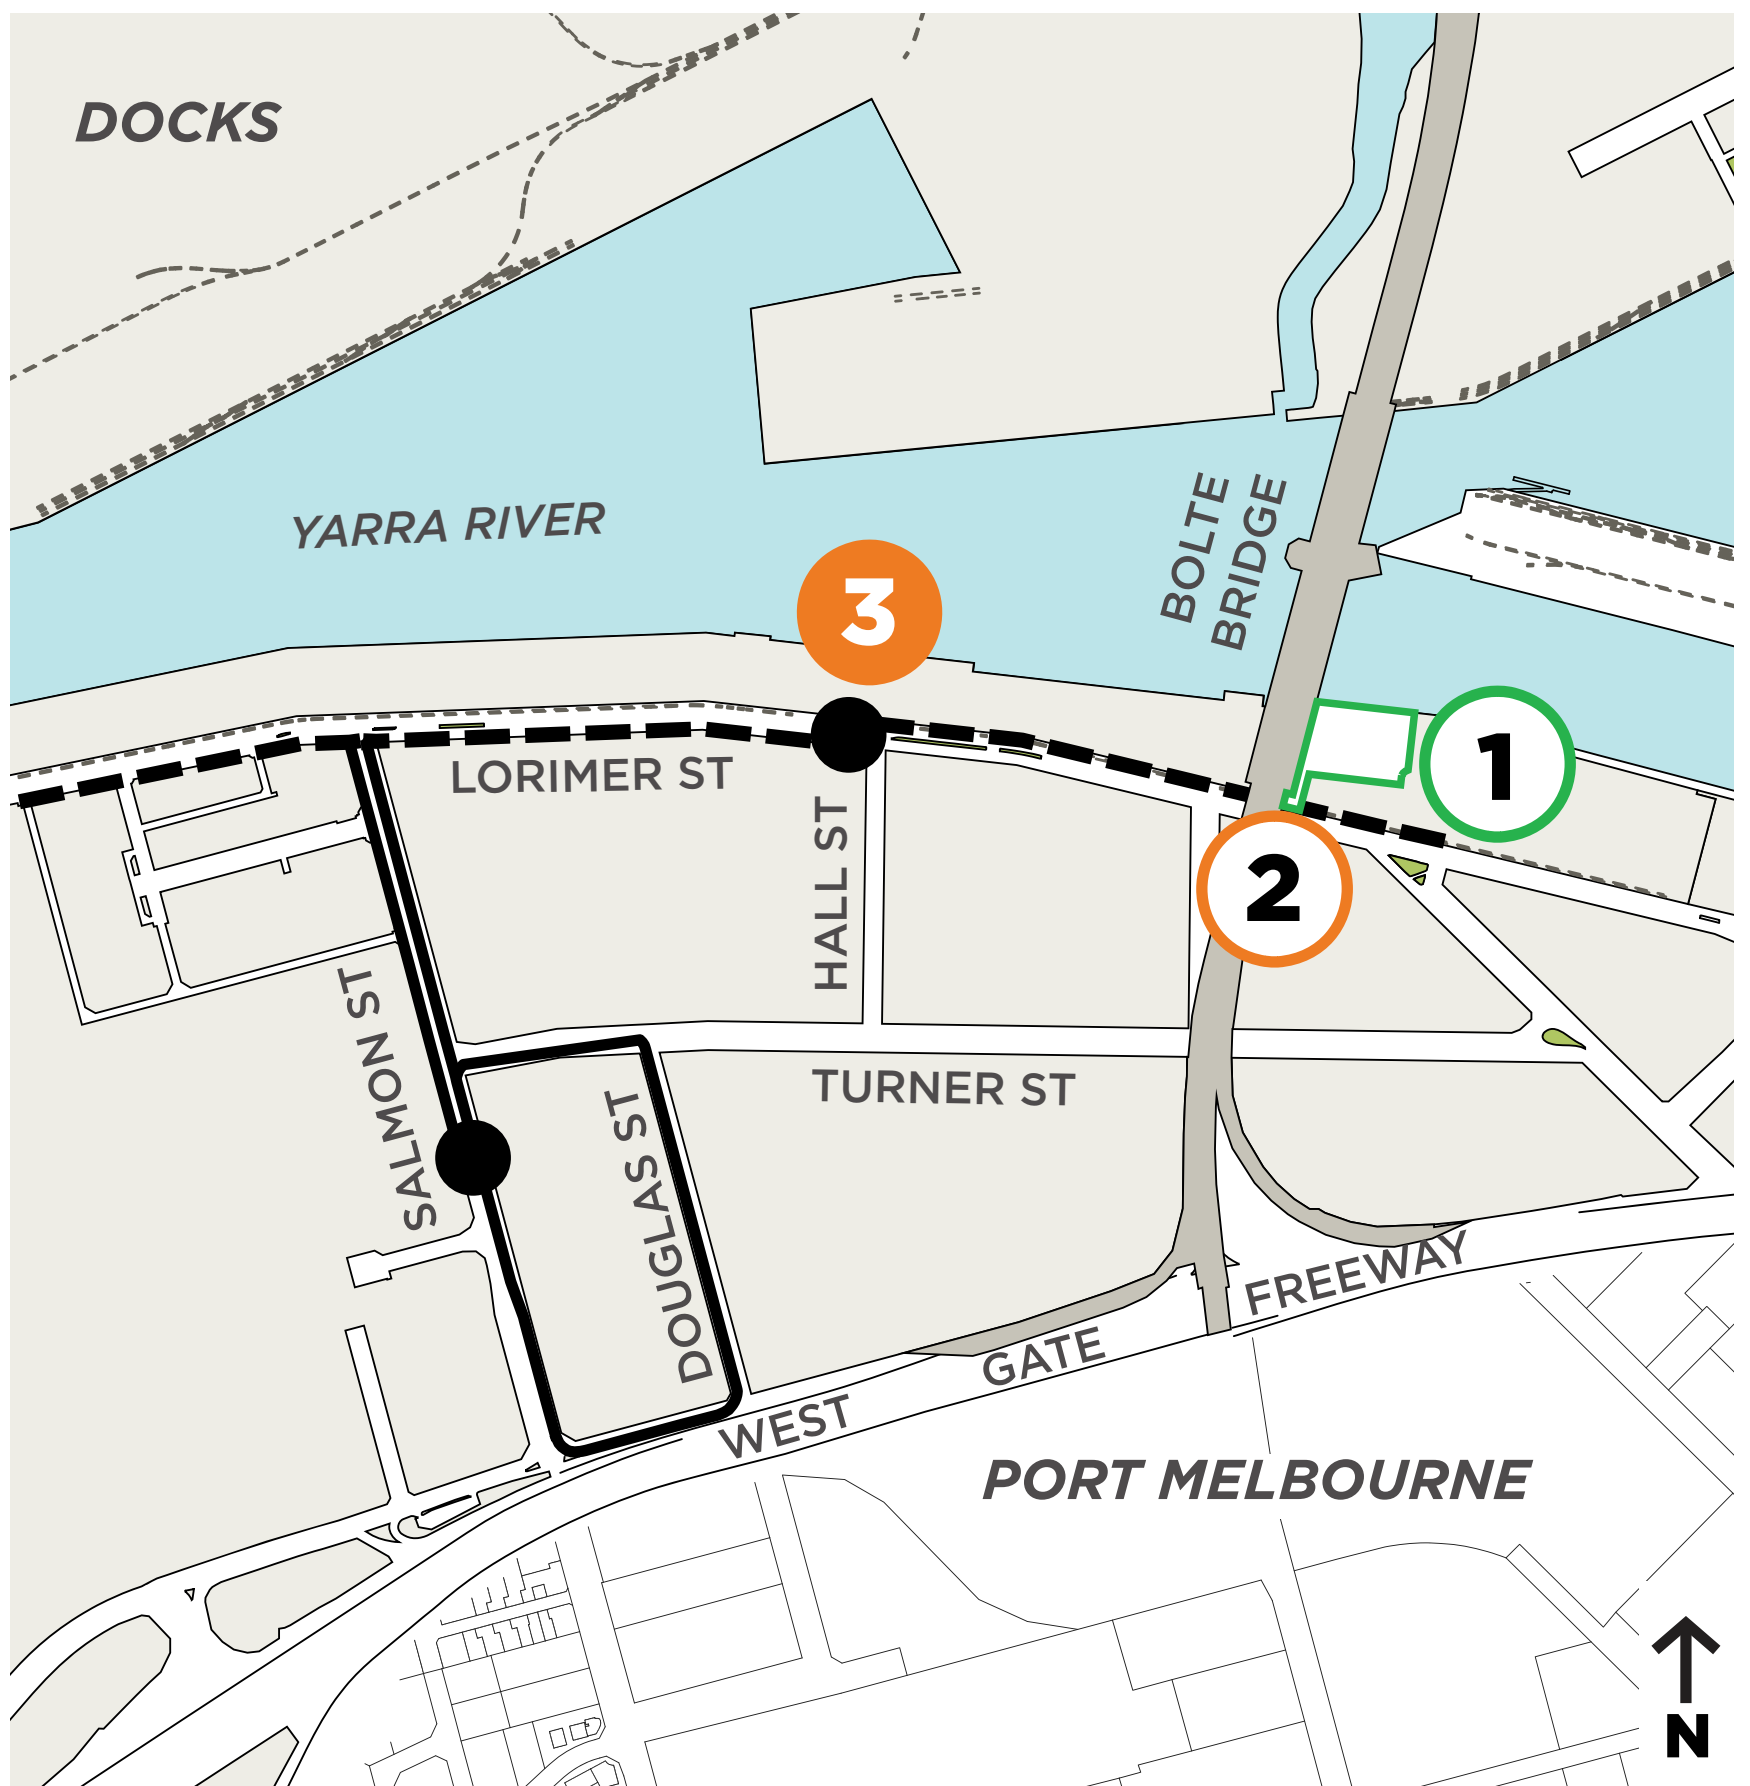 DOCKS
YARRA RIVER
BOLTE
BRIDGE
3
1
LORIMER ST
HALL ST
2
SALMON ST
DOUGLAS ST
TURNER ST
WEST GATE FREEWAY
PORT MELBOURNE
N